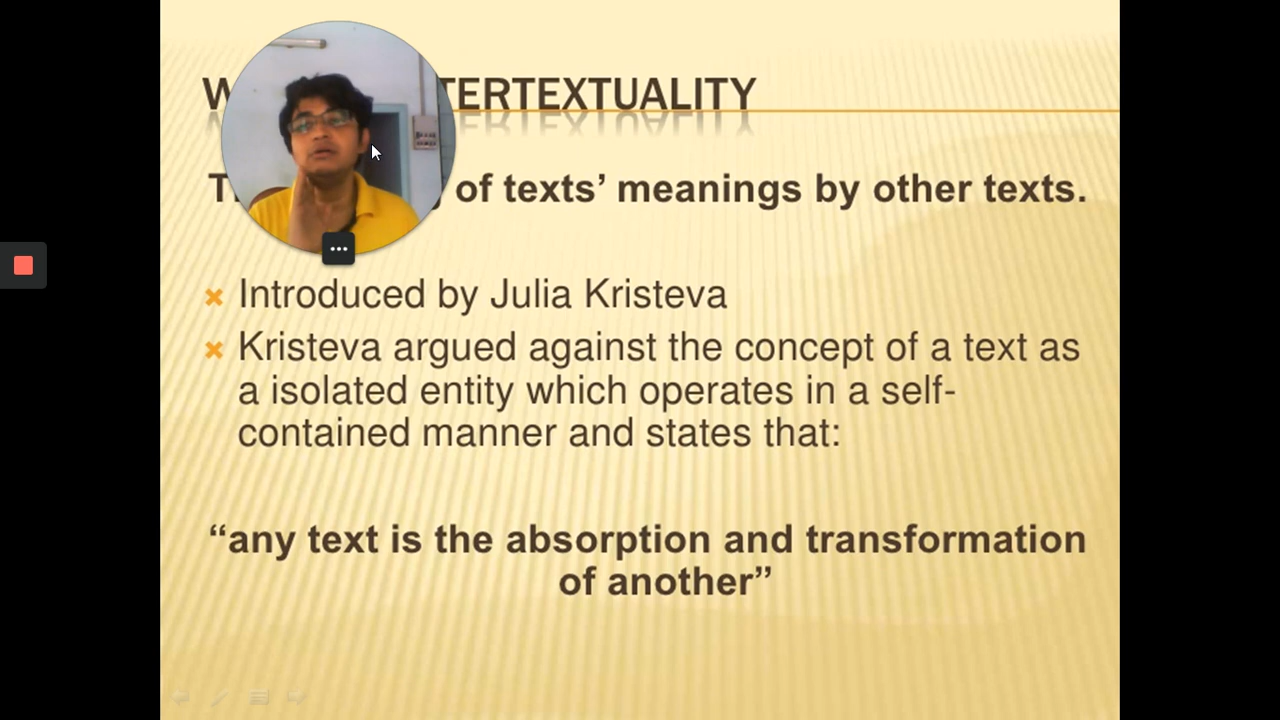 W TERTEXTUALITY
T of texts’ meanings by other texts.
Introduced by Julia Kristeva
Kristeva argued against the concept of a text as
a isolated entity which operates in a self-
contained manner and states that:
“any text is the absorption and transformation
of another”